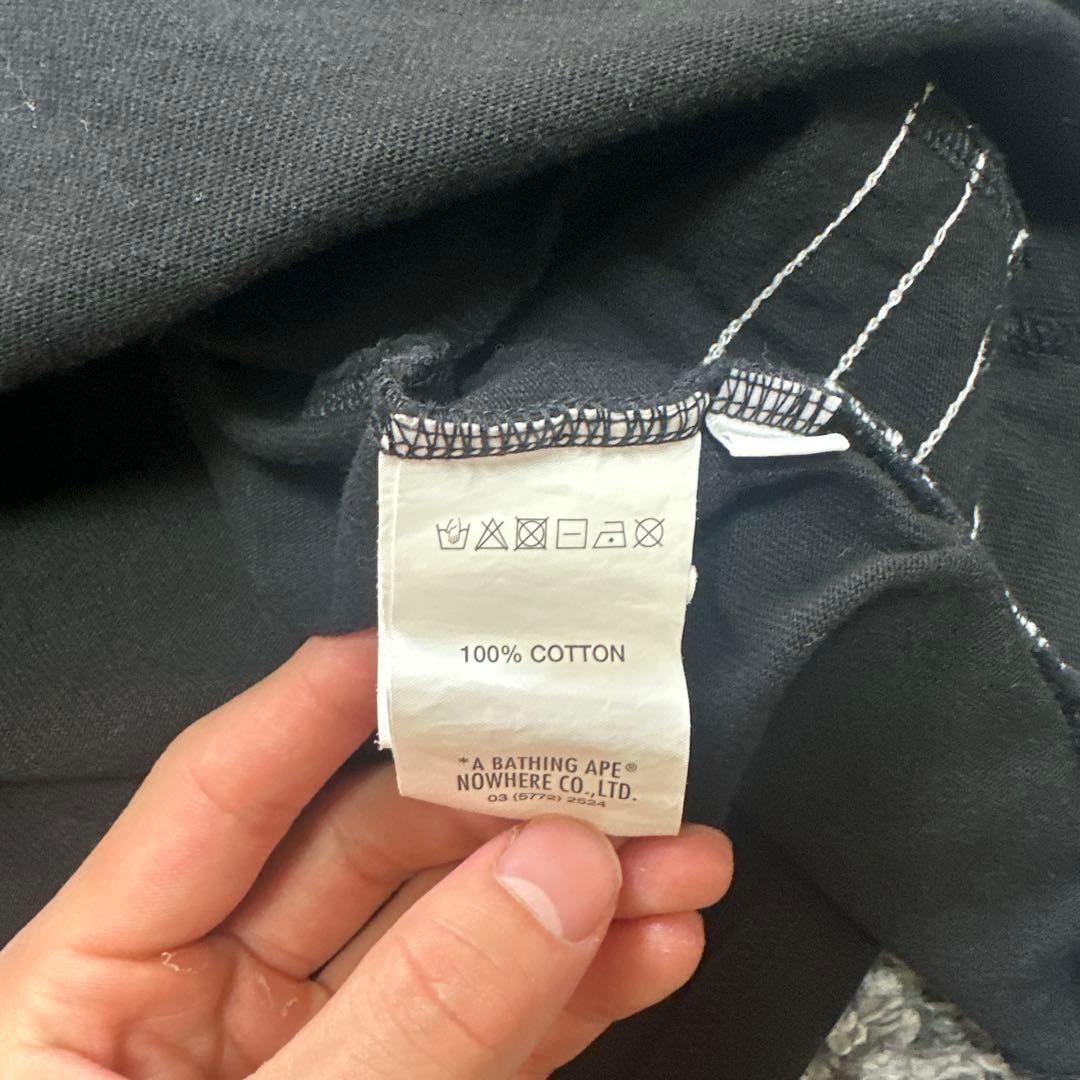 100% COTTON
*A BATHING APE®
NOWHERE CO.,LTD.
03 (5772) 2524